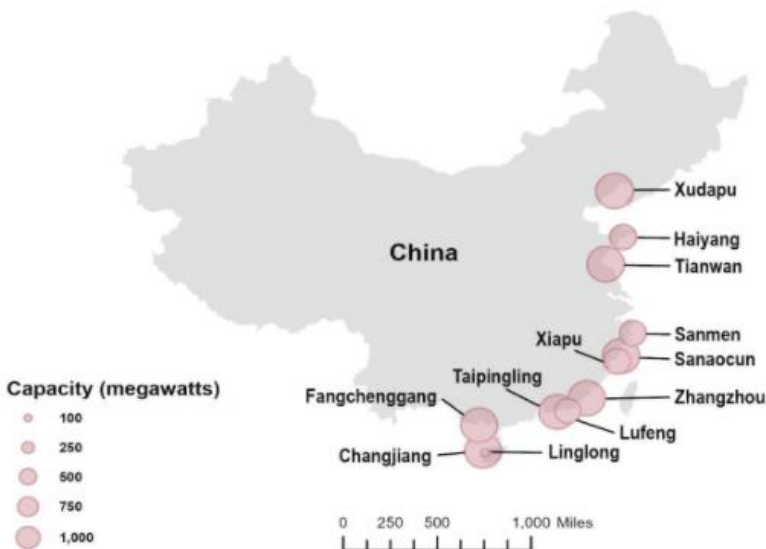 Xudapu
Haiyang
China
Tianwan
Sanmen
Xiapu
Sanaocun
Taipingling
Capacity (megawatts)
Fangchenggang
Zhangzhou
100
Lufeng
250
Changjiang
Linglong
500
750
1,000
0 250 500 1,000 Miles